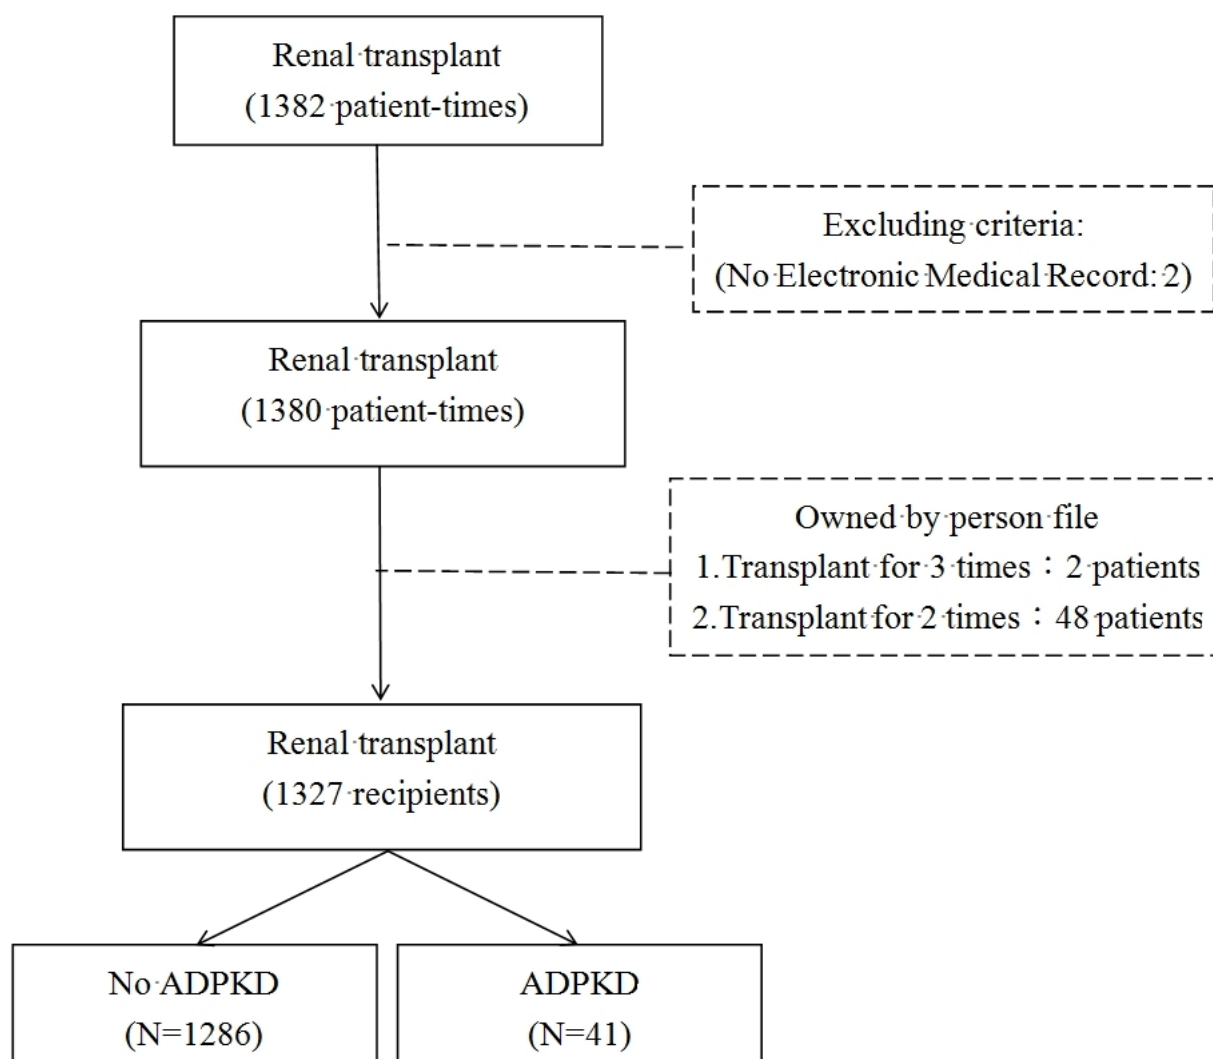 Renal transplant
(1382 patient-times)
Excluding criteria:
(No Electronic Medical Record: 2)
Renal transplant
(1380 patient-times)
Owned by person file
1.Transplant for 3 times：2 patients
2.Transplant for 2 times：48 patients
Renal transplant
(1327 recipients)
No ADPKD
(N=1286)
ADPKD
(N=41)